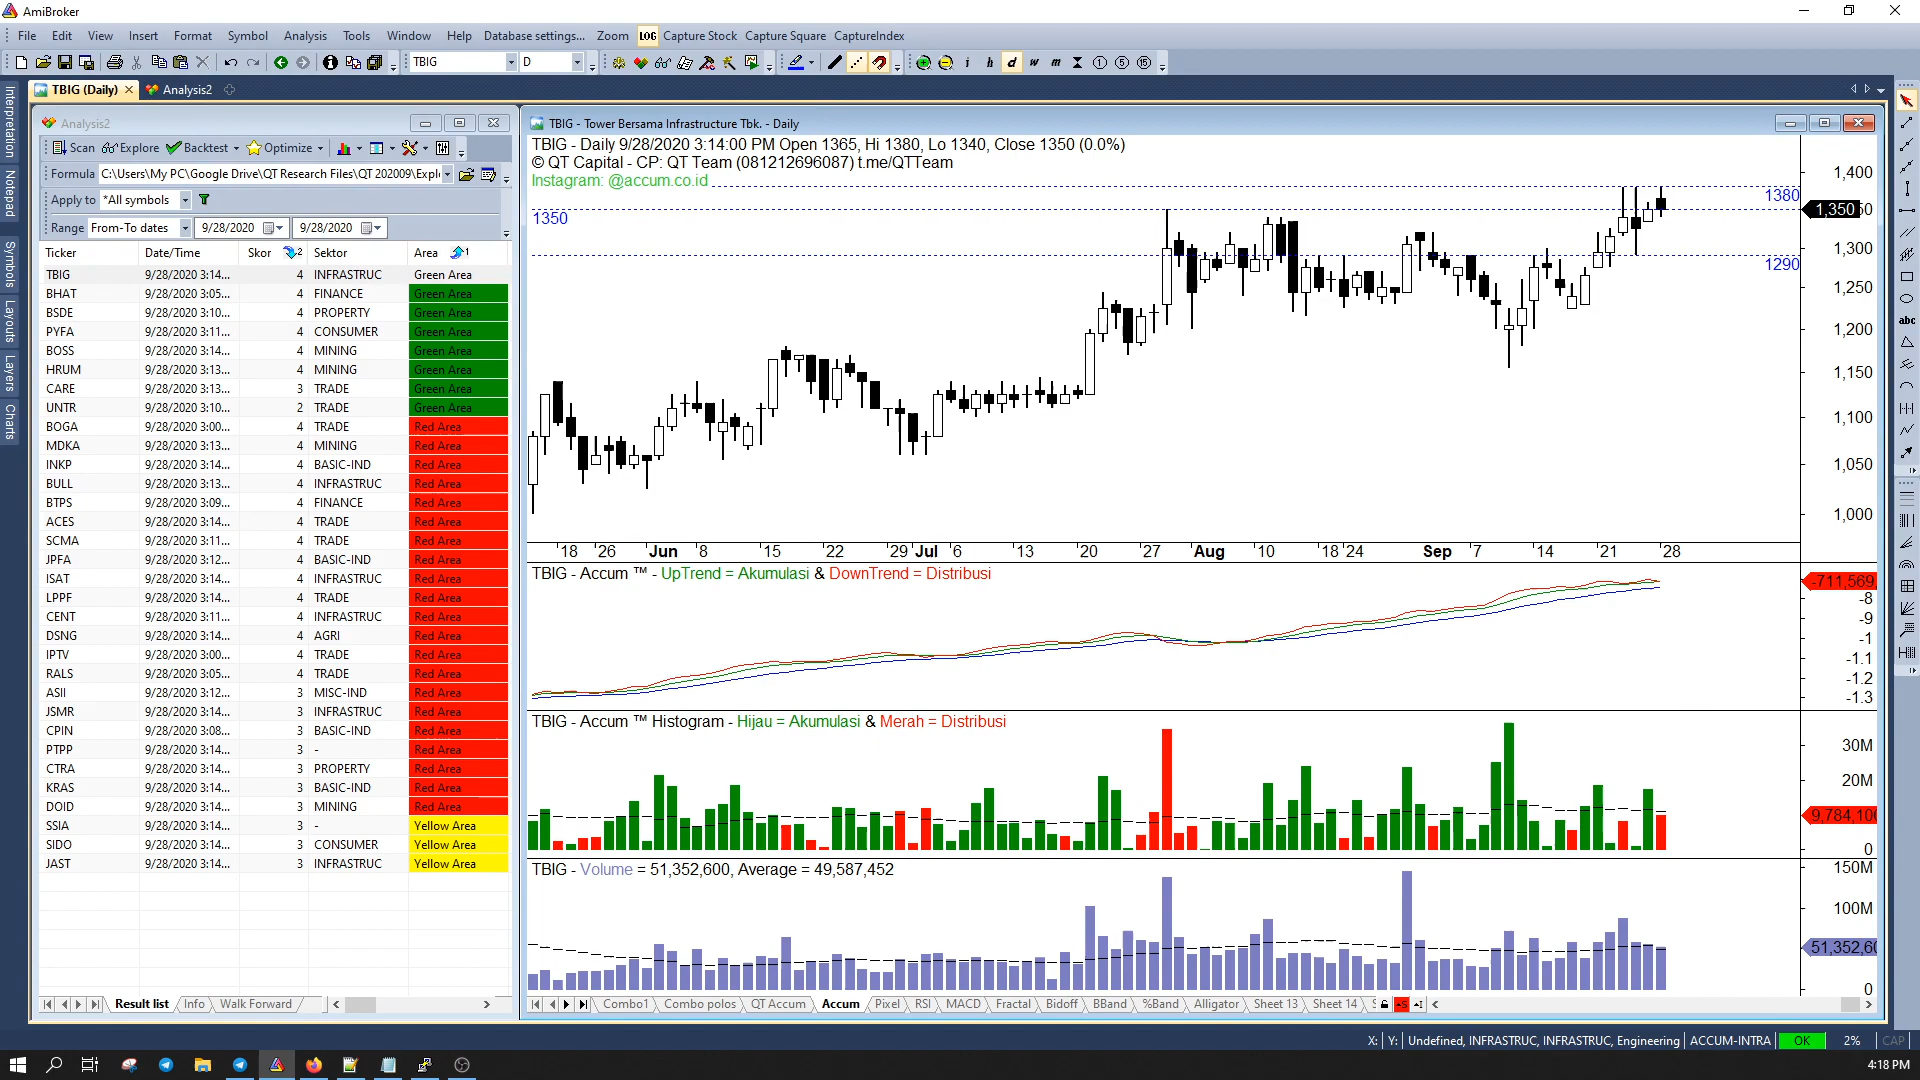 AmiBroker
File Edit View Insert Format Symbol Analysis Tools Window Help Database settings... Zoom LOG Capture Stock Capture Square CaptureIndex
TBIG D i h d w m 1 5 15
TBIG (Daily) Analysis2
Interpretation
Notepad
Symbols
Layouts
Layers
Charts
Analysis2
Scan Explore Backtest Optimize
Formula C:\Users\My PC\Google Drive\QT Research Files\QT 202009\Expl
Apply to *All symbols
Range From-To dates 9/28/2020 9/28/2020
Ticker Date/Time Skor 2 Sektor Area 1
TBIG 9/28/2020 3:14... 4 INFRASTRUC Green Area
BHAT 9/28/2020 3:05... 4 FINANCE Green Area
BSDE 9/28/2020 3:10... 4 PROPERTY Green Area
PYFA 9/28/2020 3:11... 4 CONSUMER Green Area
BOSS 9/28/2020 3:14... 4 MINING Green Area
HRUM 9/28/2020 3:13... 4 MINING Green Area
CARE 9/28/2020 3:13... 3 TRADE Green Area
UNTR 9/28/2020 3:10... 2 TRADE Green Area
BOGA 9/28/2020 3:00... 4 TRADE Red Area
MDKA 9/28/2020 3:13... 4 MINING Red Area
INKP 9/28/2020 3:14... 4 BASIC-IND Red Area
BULL 9/28/2020 3:13... 4 INFRASTRUC Red Area
BTPS 9/28/2020 3:09... 4 FINANCE Red Area
ACES 9/28/2020 3:14... 4 TRADE Red Area
SCMA 9/28/2020 3:11... 4 TRADE Red Area
JPFA 9/28/2020 3:12... 4 BASIC-IND Red Area
ISAT 9/28/2020 3:14... 4 INFRASTRUC Red Area
LPPF 9/28/2020 3:14... 4 TRADE Red Area
CENT 9/28/2020 3:11... 4 INFRASTRUC Red Area
DSNG 9/28/2020 3:14... 4 AGRI Red Area
IPTV 9/28/2020 3:00... 4 TRADE Red Area
RALS 9/28/2020 3:05... 4 TRADE Red Area
ASII 9/28/2020 3:12... 3 MISC-IND Red Area
JSMR 9/28/2020 3:14... 3 INFRASTRUC Red Area
CPIN 9/28/2020 3:08... 3 BASIC-IND Red Area
PTPP 9/28/2020 3:14... 3 - Red Area
CTRA 9/28/2020 3:14... 3 PROPERTY Red Area
KRAS 9/28/2020 3:14... 3 BASIC-IND Red Area
DOID 9/28/2020 3:14... 3 MINING Red Area
SSIA 9/28/2020 3:14... 3 - Yellow Area
SIDO 9/28/2020 3:14... 3 CONSUMER Yellow Area
JAST 9/28/2020 3:14... 3 INFRASTRUC Yellow Area
Result list Info Walk Forward
TBIG - Tower Bersama Infrastructure Tbk. - Daily
TBIG - Daily 9/28/2020 3:14:00 PM Open 1365, Hi 1380, Lo 1340, Close 1350 (0.0%)
© QT Capital - CP: QT Team (081212696087) t.me/QTTeam
Instagram: @accum.co.id
1350
1380
1290
1,400
1,350
1,300
1,250
1,200
1,150
1,100
1,050
1,000
18 26 Jun 8 15 22 29 Jul 6 13 20 27 Aug 10 18 24 Sep 7 14 21 28
TBIG - Accum ™ - UpTrend = Akumulasi & DownTrend = Distribusi
-711,569
-8
-9
-1
-1.1
-1.2
-1.3
TBIG - Accum ™ Histogram - Hijau = Akumulasi & Merah = Distribusi
30M
20M
9,784,100
0
TBIG - Volume = 51,352,600, Average = 49,587,452
150M
100M
51,352,60
0
Combo1 Combo polos QT Accum Accum Pixel RSI MACD Fractal Bidoff BBand %Band Alligator Sheet 13 Sheet 14 S
abc
X: Y: Undefined, INFRASTRUC, INFRASTRUC, Engineering ACCUM-INTRA OK 2% CAP
4:18 PM